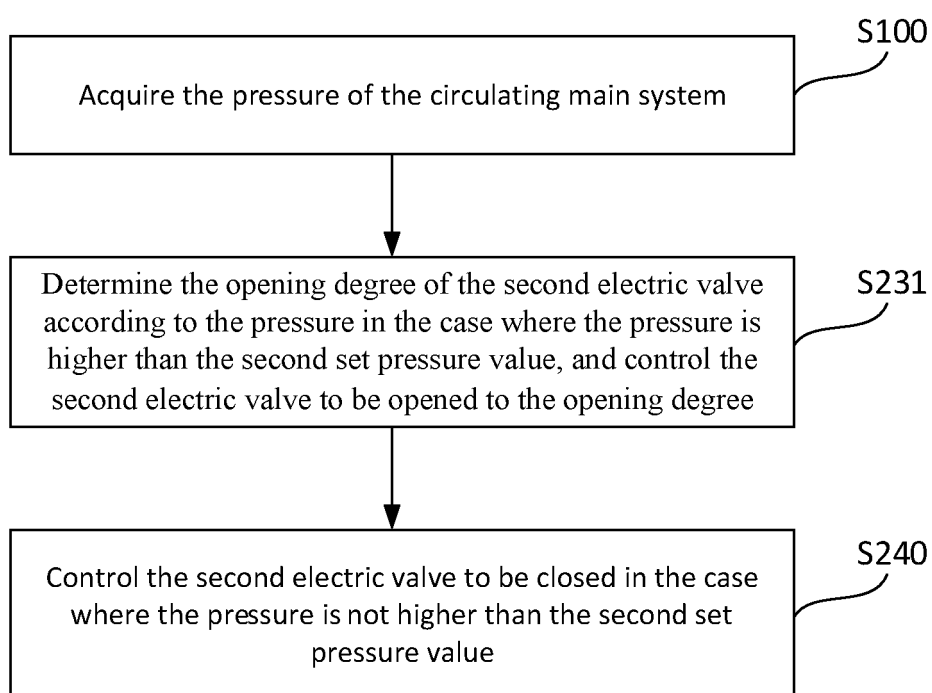 S100
Acquire the pressure of the circulating main system
S231
Determine the opening degree of the second electric valve
according to the pressure in the case where the pressure is
higher than the second set pressure value, and control the
second electric valve to be opened to the opening degree
S240
Control the second electric valve to be closed in the case
where the pressure is not higher than the second set
pressure value